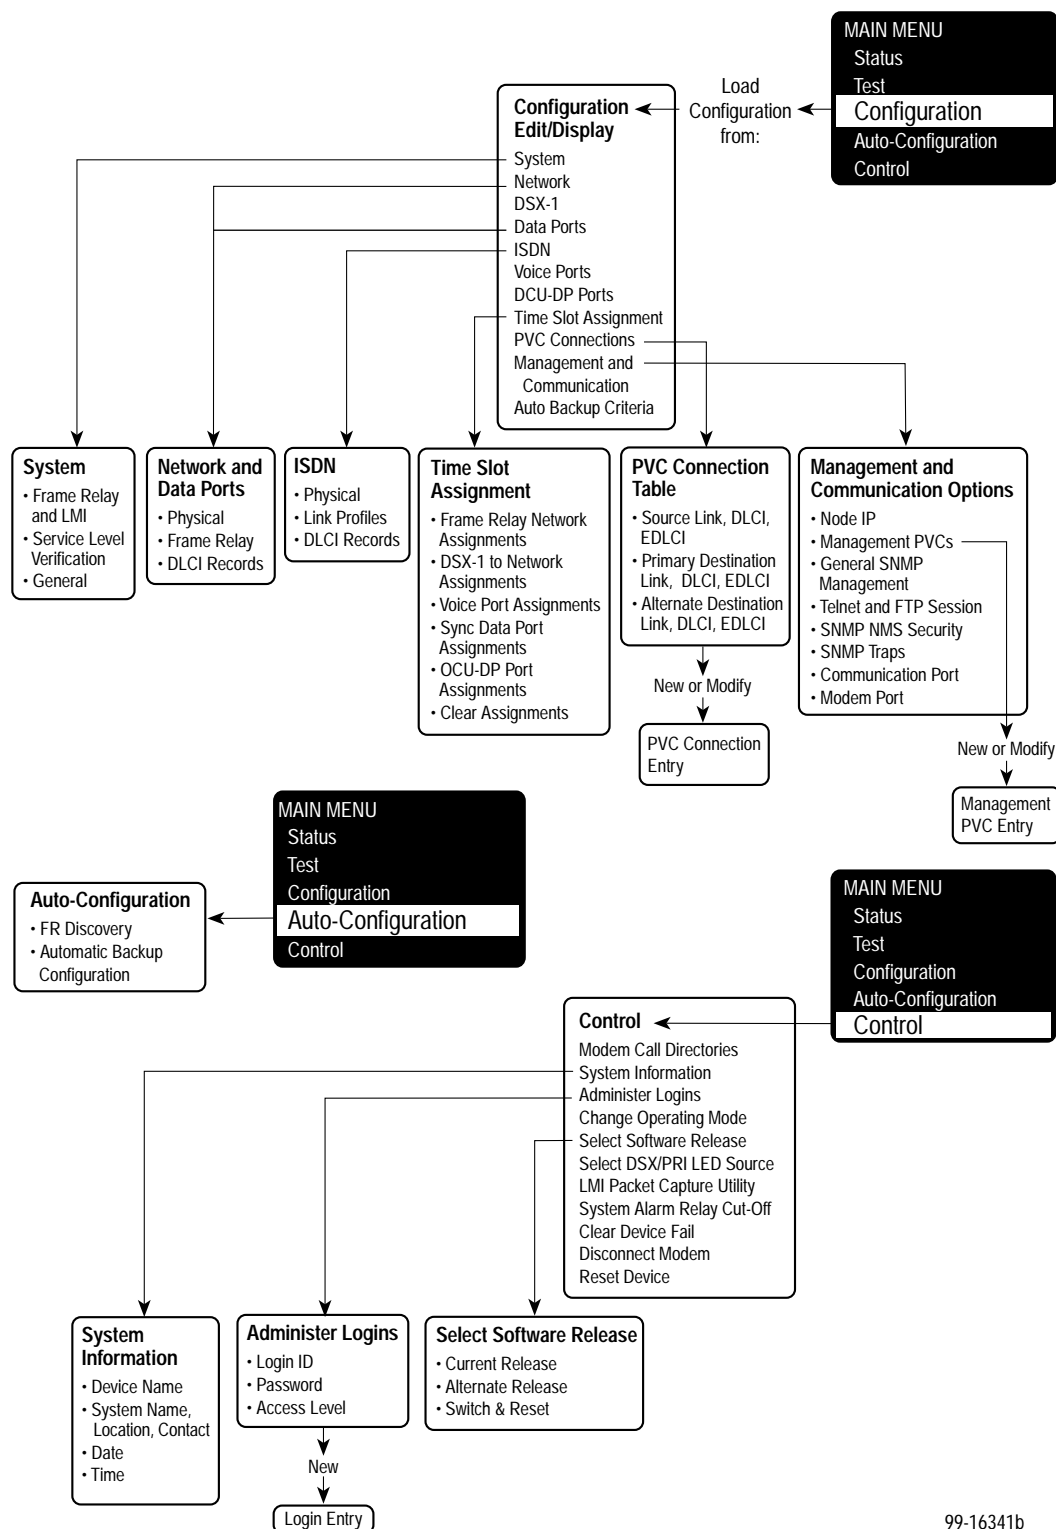 MAIN MENU
Status
Test
Configuration
Auto-Configuration
Control
Load
Configuration
from:
Configuration
Edit/Display
System
Network
DSX-1
Data Ports
ISDN
Voice Ports
DCU-DP Ports
Time Slot Assignment
PVC Connections
Management and
Communication
Auto Backup Criteria
System
• Frame Relay
and LMI
• Service Level
Verification
• General
Network and
Data Ports
• Physical
• Frame Relay
• DLCI Records
ISDN
• Physical
• Link Profiles
• DLCI Records
Time Slot
Assignment
• Frame Relay Network
Assignments
• DSX-1 to Network
Assignments
• Voice Port Assignments
• Sync Data Port
Assignments
• OCU-DP Port
Assignments
• Clear Assignments
PVC Connection
Table
• Source Link, DLCI,
EDLCI
• Primary Destination
Link, DLCI, EDLCI
• Alternate Destination
Link, DLCI, EDLCI
New or Modify
PVC Connection
Entry
Management and
Communication Options
• Node IP
• Management PVCs
• General SNMP
Management
• Telnet and FTP Session
• SNMP NMS Security
• SNMP Traps
• Communication Port
• Modem Port
New or Modify
Management
PVC Entry
MAIN MENU
Status
Test
Configuration
Auto-Configuration
Control
Auto-Configuration
• FR Discovery
• Automatic Backup
Configuration
MAIN MENU
Status
Test
Configuration
Auto-Configuration
Control
Control
Modem Call Directories
System Information
Administer Logins
Change Operating Mode
Select Software Release
Select DSX/PRI LED Source
LMI Packet Capture Utility
System Alarm Relay Cut-Off
Clear Device Fail
Disconnect Modem
Reset Device
System
Information
• Device Name
• System Name,
Location, Contact
• Date
• Time
Administer Logins
• Login ID
• Password
• Access Level
New
Login Entry
Select Software Release
• Current Release
• Alternate Release
• Switch & Reset
99-16341b